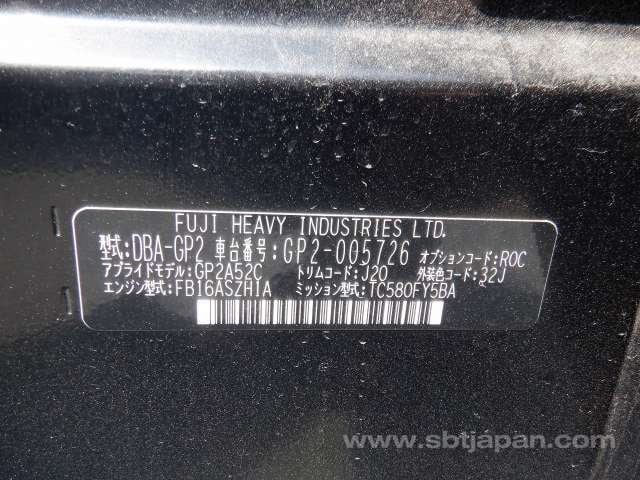 FUJI HEAVY INDUSTRIES LTD.
型式:DBA-GP2 車台番号:GP2-005726 オプションコード:ROC
アプライドモデル:GP2A52C トリムコード:J20 外装色コード:32J
エンジン型式:FB16ASZH1A ミッション型式:TC580FY5BA
www.sbtjapan.com